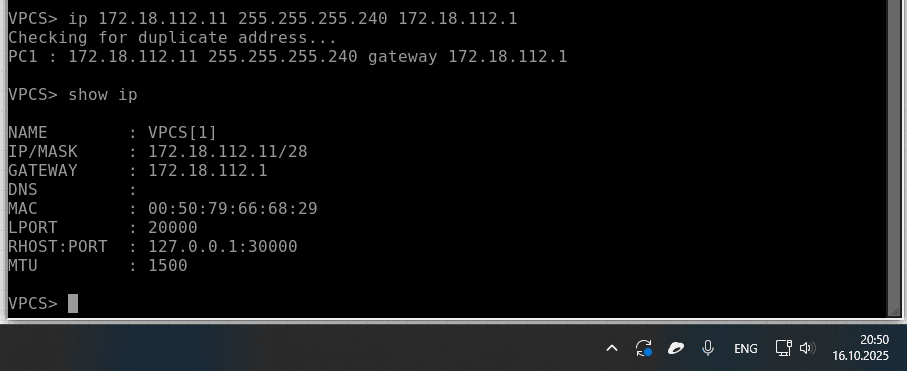 VPCS> ip 172.18.112.11 255.255.255.240 172.18.112.1
Checking for duplicate address...
PC1 : 172.18.112.11 255.255.255.240 gateway 172.18.112.1
VPCS> show ip
NAME : VPCS[1]
IP/MASK : 172.18.112.11/28
GATEWAY : 172.18.112.1
DNS :
MAC : 00:50:79:66:68:29
LPORT : 20000
RHOST:PORT : 127.0.0.1:30000
MTU : 1500
VPCS>
ENG
20:50
16.10.2025